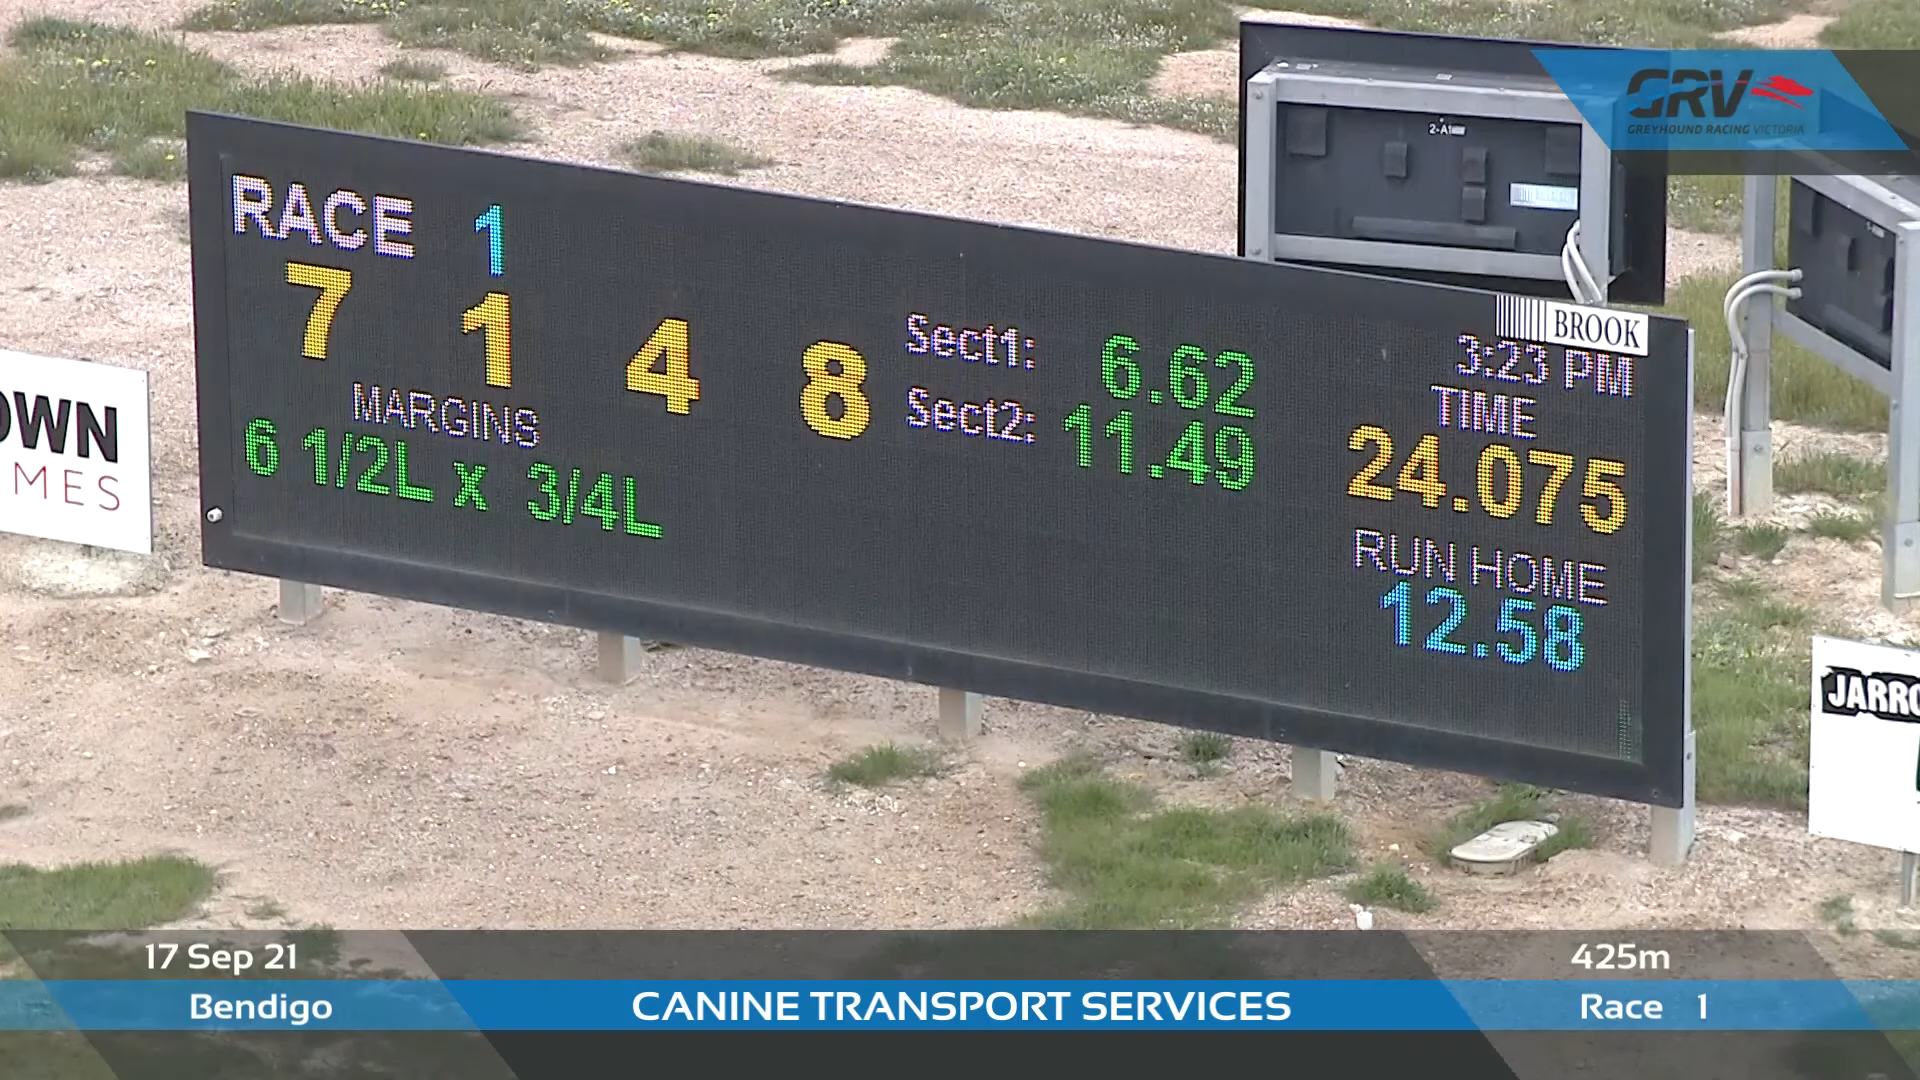 GRV
GREYHOUND RACING VICTORIA
2-A1
BROOK
RACE 1
7 1 4 8
MARGINS
6 1/2L x 3/4L
Sect1: 6.62
Sect2: 11.49
3:23 PM
TIME
24.075
RUN HOME
12.58
OWN
MES
JARRO
17 Sep 21
Bendigo
CANINE TRANSPORT SERVICES
425m
Race 1